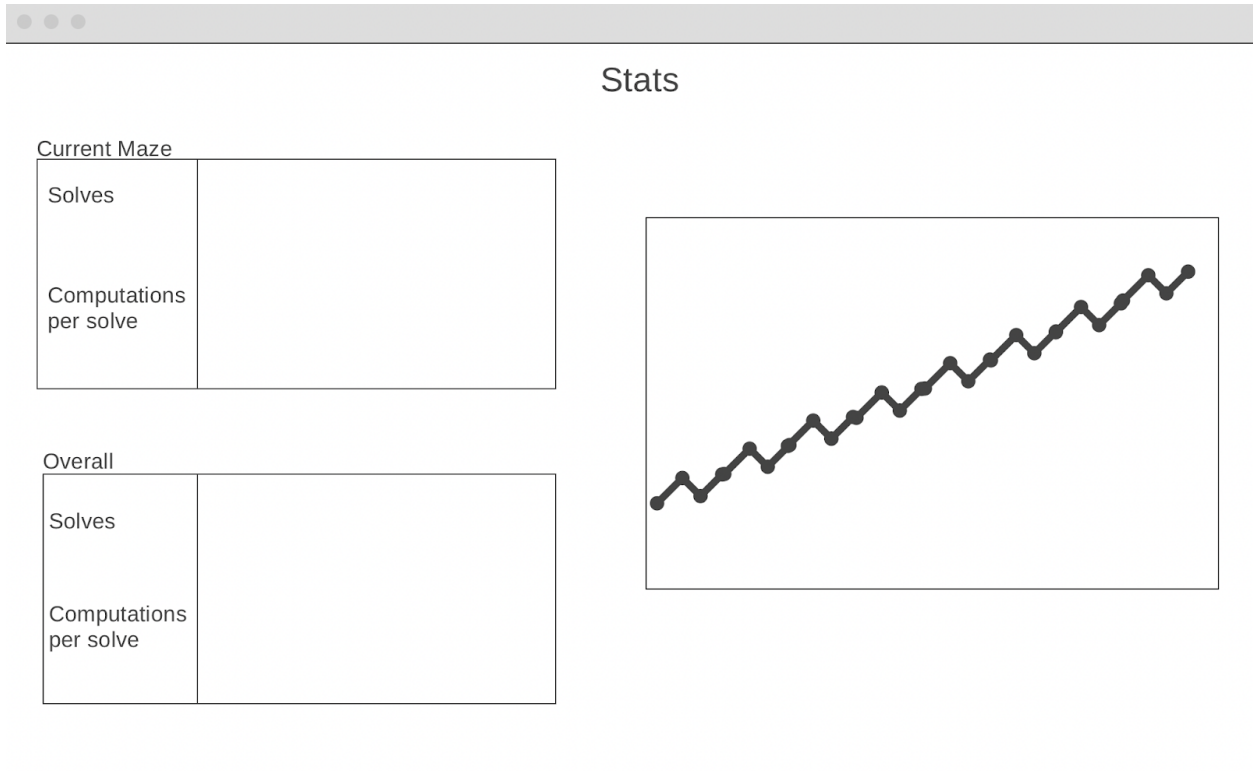 Stats
Current Maze
Solves
Computations
per solve
Overall
Solves
Computations
per solve